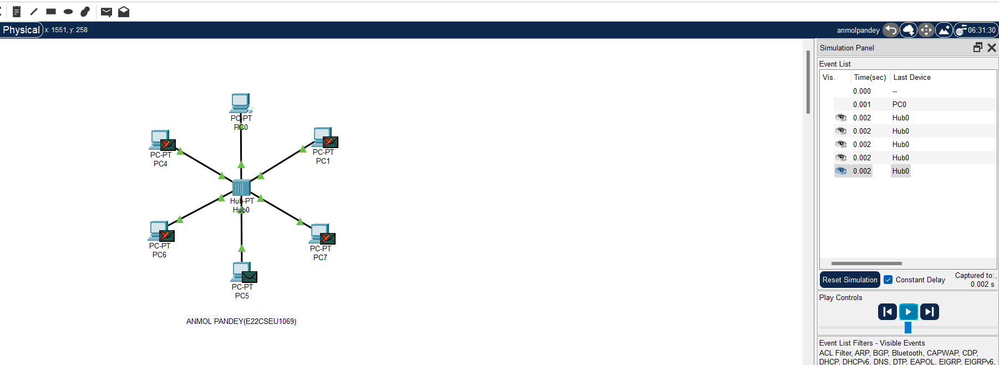 Physical x: 1551, y: 258
anmolpandey 06:31:30
PC-PT
PC0
PC-PT
PC4
PC-PT
PC1
Hub-PT
Hub0
PC-PT
PC6
PC-PT
PC7
PC-PT
PC5
ANMOL PANDEY(E22CSEU1069)
Simulation Panel
Event List
Vis. Time(sec) Last Device
0.000 --
0.001 PC0
0.002 Hub0
0.002 Hub0
0.002 Hub0
0.002 Hub0
0.002 Hub0
Reset Simulation Constant Delay Captured to:*
0.002 s
Play Controls
Event List Filters - Visible Events
ACL Filter, ARP, BGP, Bluetooth, CAPWAP, CDP,
DHCP, DHCPv6, DNS, DTP, EAPOL, EIGRP, EIGRPv6,